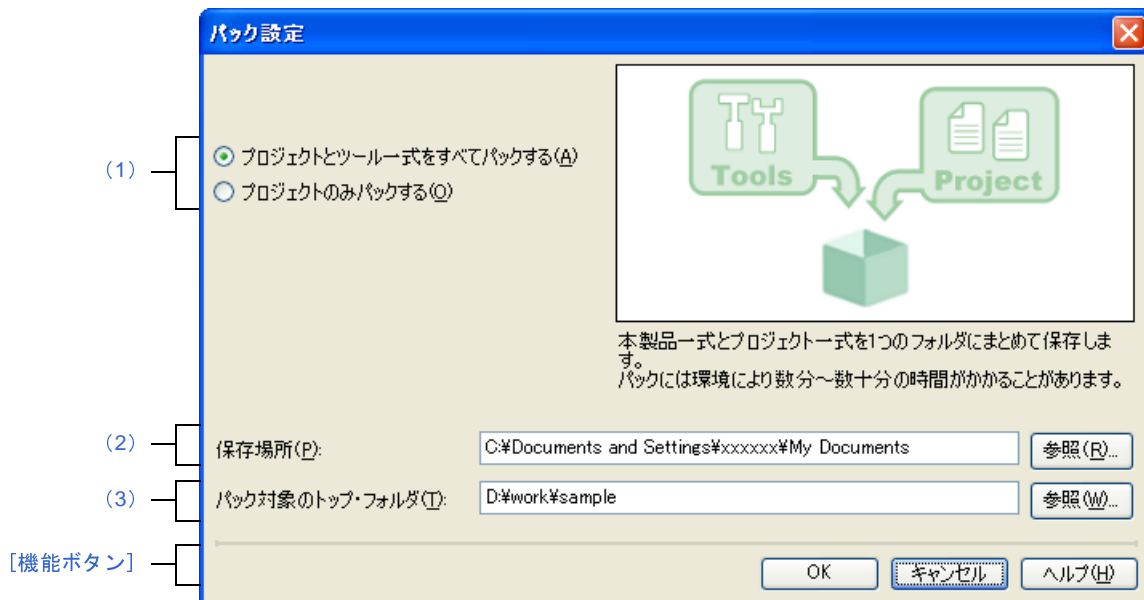 パック設定
(1)
プロジェクトとツール一式をすべてパックする(A)
プロジェクトのみパックする(O)
Tools
Project
本製品一式とプロジェクト一式を1つのフォルダにまとめて保存しま
す。
パックには環境により数分～数十分の時間がかかることがあります。
(2)
保存場所(P):
C:¥Documents and Settings¥xxxxxx¥My Documents
参照(R)...
(3)
パック対象のトップ・フォルダ(T):
D:¥work¥sample
参照(W)...
[機能ボタン]
OK
キャンセル
ヘルプ(H)